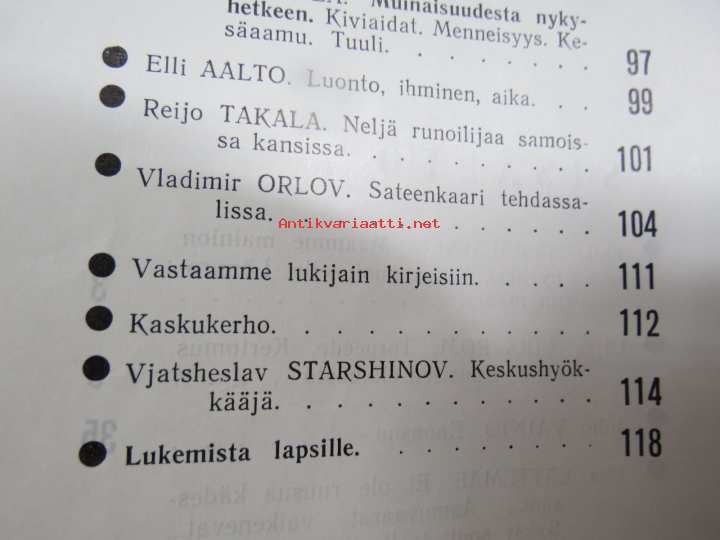 Muinaisuudesta nyky-
hetkeen. Kiviaidat. Menneisyys. Ke-
säaamu. Tuuli. . . . . . . 97
Elli AALTO. Luonto, ihminen, aika. . . 99
Reijo TAKALA. Neljä runoilijaa samois-
sa kansissa. . . . . . . . . 101
Vladimir ORLOV. Sateenkaari tehdassa-
lissa. . . . . . . . . . 104
Antikvariaatti.net
Vastaamme lukijain kirjeisiin. . . . . 111
Kaskukerho. . . . . . . . . . 112
Vjatsheslav STARSHINOV. Keskushyök-
kääjä. . . . . . . . . . . 114
Lukemista lapsille. . . . . . . . 118